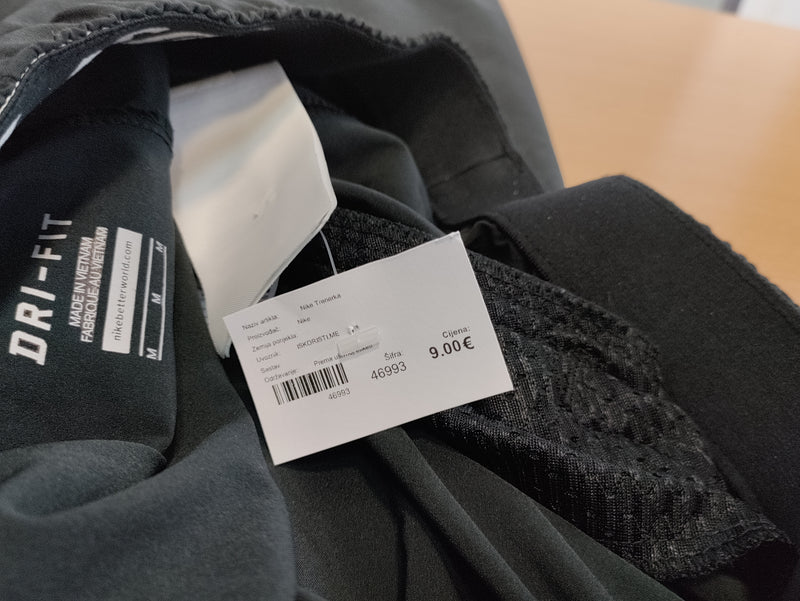 DRI-FIT
MADE IN VIETNAM
FABRIQUÉ AU VIETNAM
nikebetterworld.com
M M M
Naziv artikla: Nike Trenerka
Proizvođač: Nike
Zemlja porijekla:
Uvoznik: ISKORISTI.ME
Sastav:
Održavanje: Prema
Šifra:
46993
46993
Cijena:
9.00€